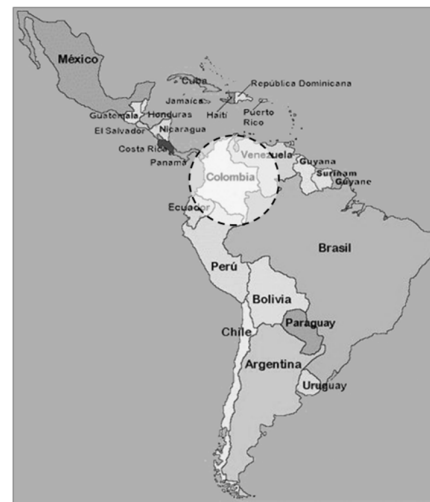 México
Cuba
República Dominicana
Jamaica
Haití
Puerto
Rico
Guatemala
Honduras
El Salvador
Nicaragua
Costa Rica
Panamá
Venezuela
Guyana
Surinam
Guyane
Colombia
Ecuador
Brasil
Perú
Bolivia
Paraguay
Chile
Argentina
Uruguay